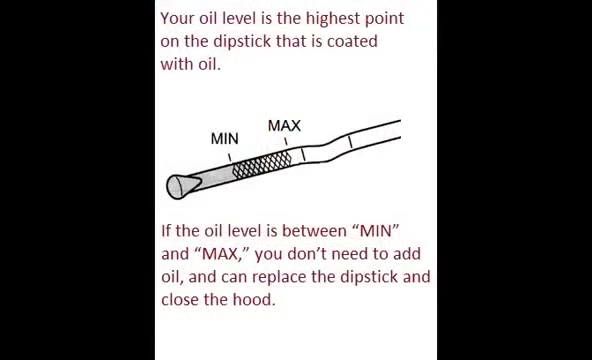 Your oil level is the highest point
on the dipstick that is coated
with oil.
MAX
MIN
If the oil level is between “MIN”
and “MAX,” you don’t need to add
oil, and can replace the dipstick and
close the hood.